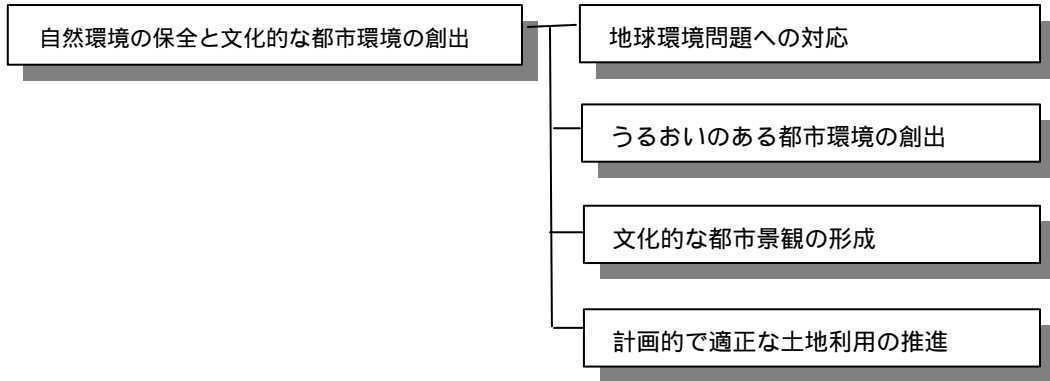 自然環境の保全と文化的な都市環境の創出
地球環境問題への対応
うるおいのある都市環境の創出
文化的な都市景観の形成
計画的で適正な土地利用の推進